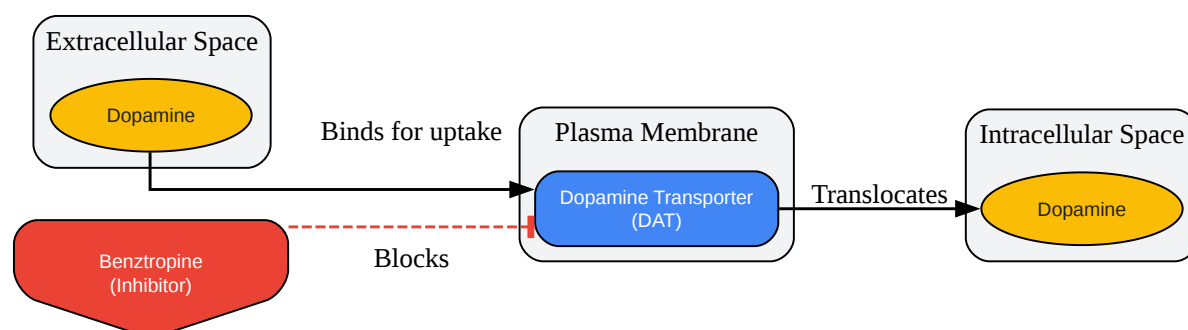 Extracellular Space
Dopamine
Binds for uptake
Plasma Membrane
Dopamine Transporter
(DAT)
Translocates
Intracellular Space
Dopamine
Benztropine
(Inhibitor)
Blocks